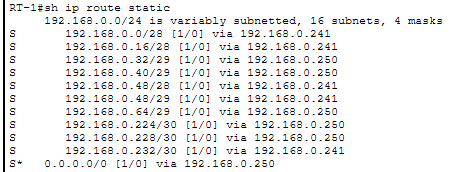 RT-1#sh ip route static
192.168.0.0/24 is variably subnetted, 16 subnets, 4 masks
S 192.168.0.0/28 [1/0] via 192.168.0.241
S 192.168.0.16/28 [1/0] via 192.168.0.241
S 192.168.0.32/29 [1/0] via 192.168.0.250
S 192.168.0.40/29 [1/0] via 192.168.0.250
S 192.168.0.48/28 [1/0] via 192.168.0.241
S 192.168.0.48/29 [1/0] via 192.168.0.241
S 192.168.0.64/29 [1/0] via 192.168.0.250
S 192.168.0.224/30 [1/0] via 192.168.0.250
S 192.168.0.228/30 [1/0] via 192.168.0.250
S 192.168.0.232/30 [1/0] via 192.168.0.241
S* 0.0.0.0/0 [1/0] via 192.168.0.250